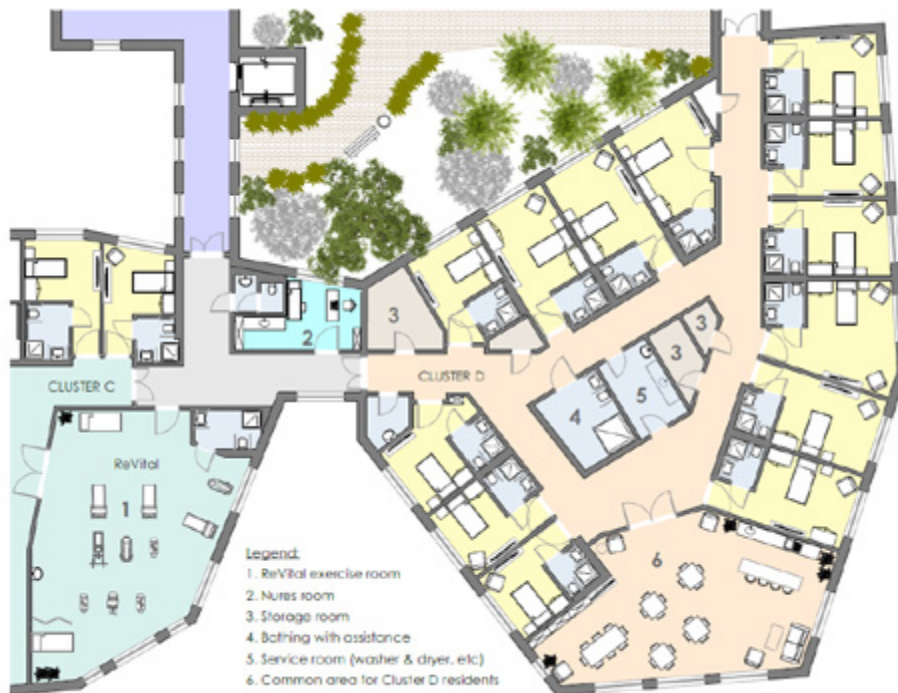 3
2
3
3
CLUSTER C
CLUSTER D
4
5
ReVital
1
6
Legend:
1. ReVital exercise room
2. Nures room
3. Storage room
4. Bathing with assistance
5. Service room (washer & dryer, etc)
6. Common area for Cluster D residents